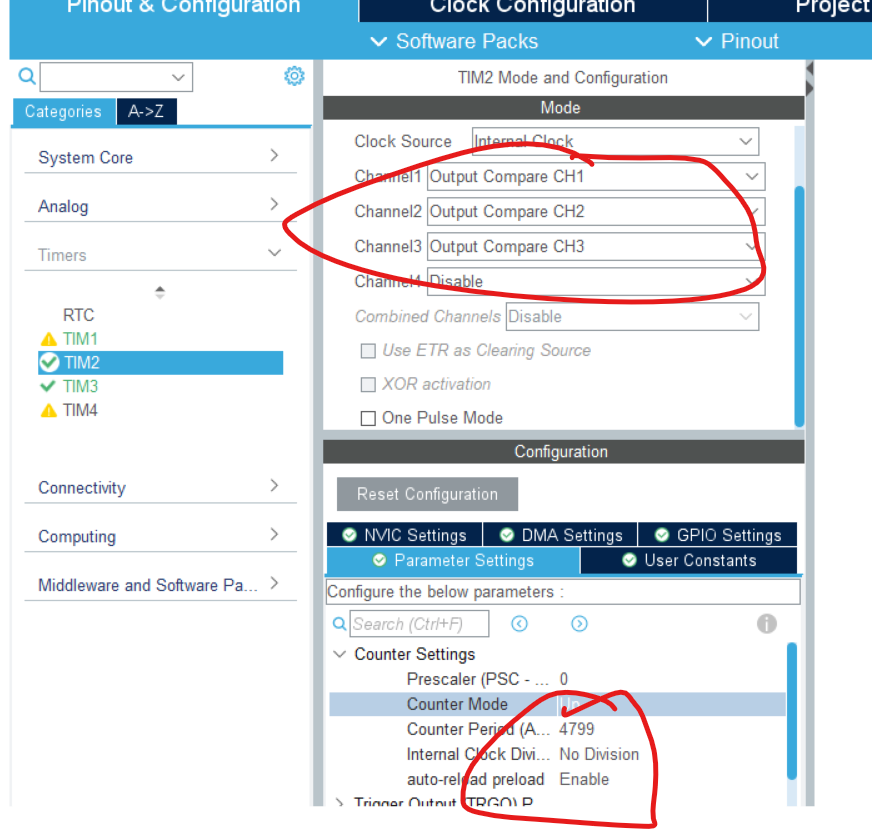 Pinout & Configuration
Clock Configuration
Project
Software Packs
Pinout
TIM2 Mode and Configuration
Categories
A->Z
Mode
System Core
Analog
Timers
RTC
TIM1
TIM2
TIM3
TIM4
Connectivity
Computing
Middleware and Software Pa...
Clock Source Internal Clock
Channel1 Output Compare CH1
Channel2 Output Compare CH2
Channel3 Output Compare CH3
Channel4 Disable
Combined Channels Disable
Use ETR as Clearing Source
XOR activation
One Pulse Mode
Configuration
Reset Configuration
NVIC Settings
DMA Settings
GPIO Settings
Parameter Settings
User Constants
Configure the below parameters :
Search (Ctrl+F)
Counter Settings
Prescaler (PSC - ... 0
Counter Mode Up
Counter Period (A... 4799
Internal Clock Divi... No Division
auto-reload preload Enable
Trigger Output (TRGO) P